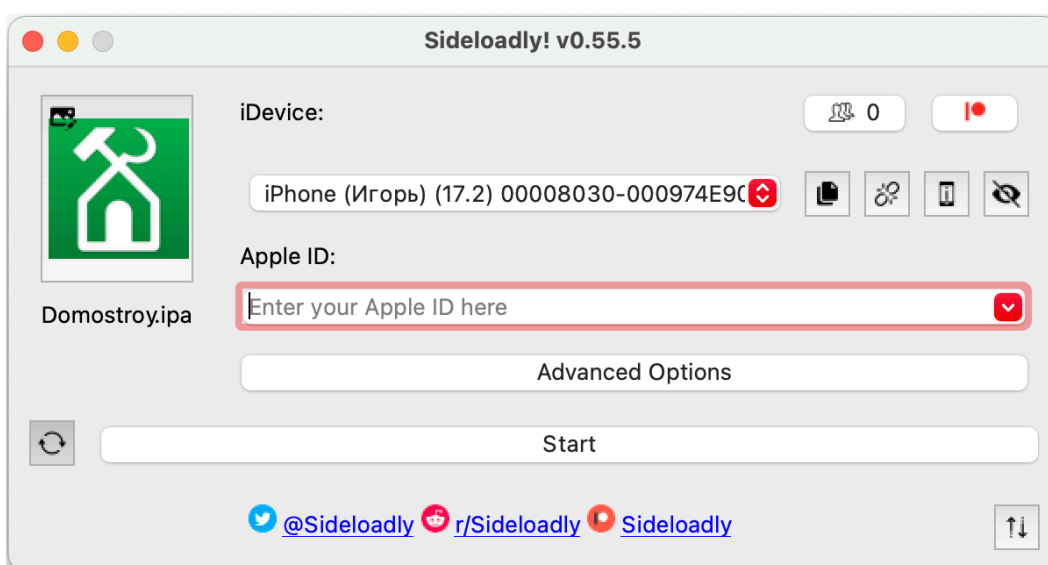 Sideloadly! v0.55.5
iDevice:
0
iPhone (Игорь) (17.2) 00008030-000974E90
Apple ID:
Enter your Apple ID here
Domostroy.ipa
Advanced Options
Start
@Sideloadly r/Sideloadly Sideloadly